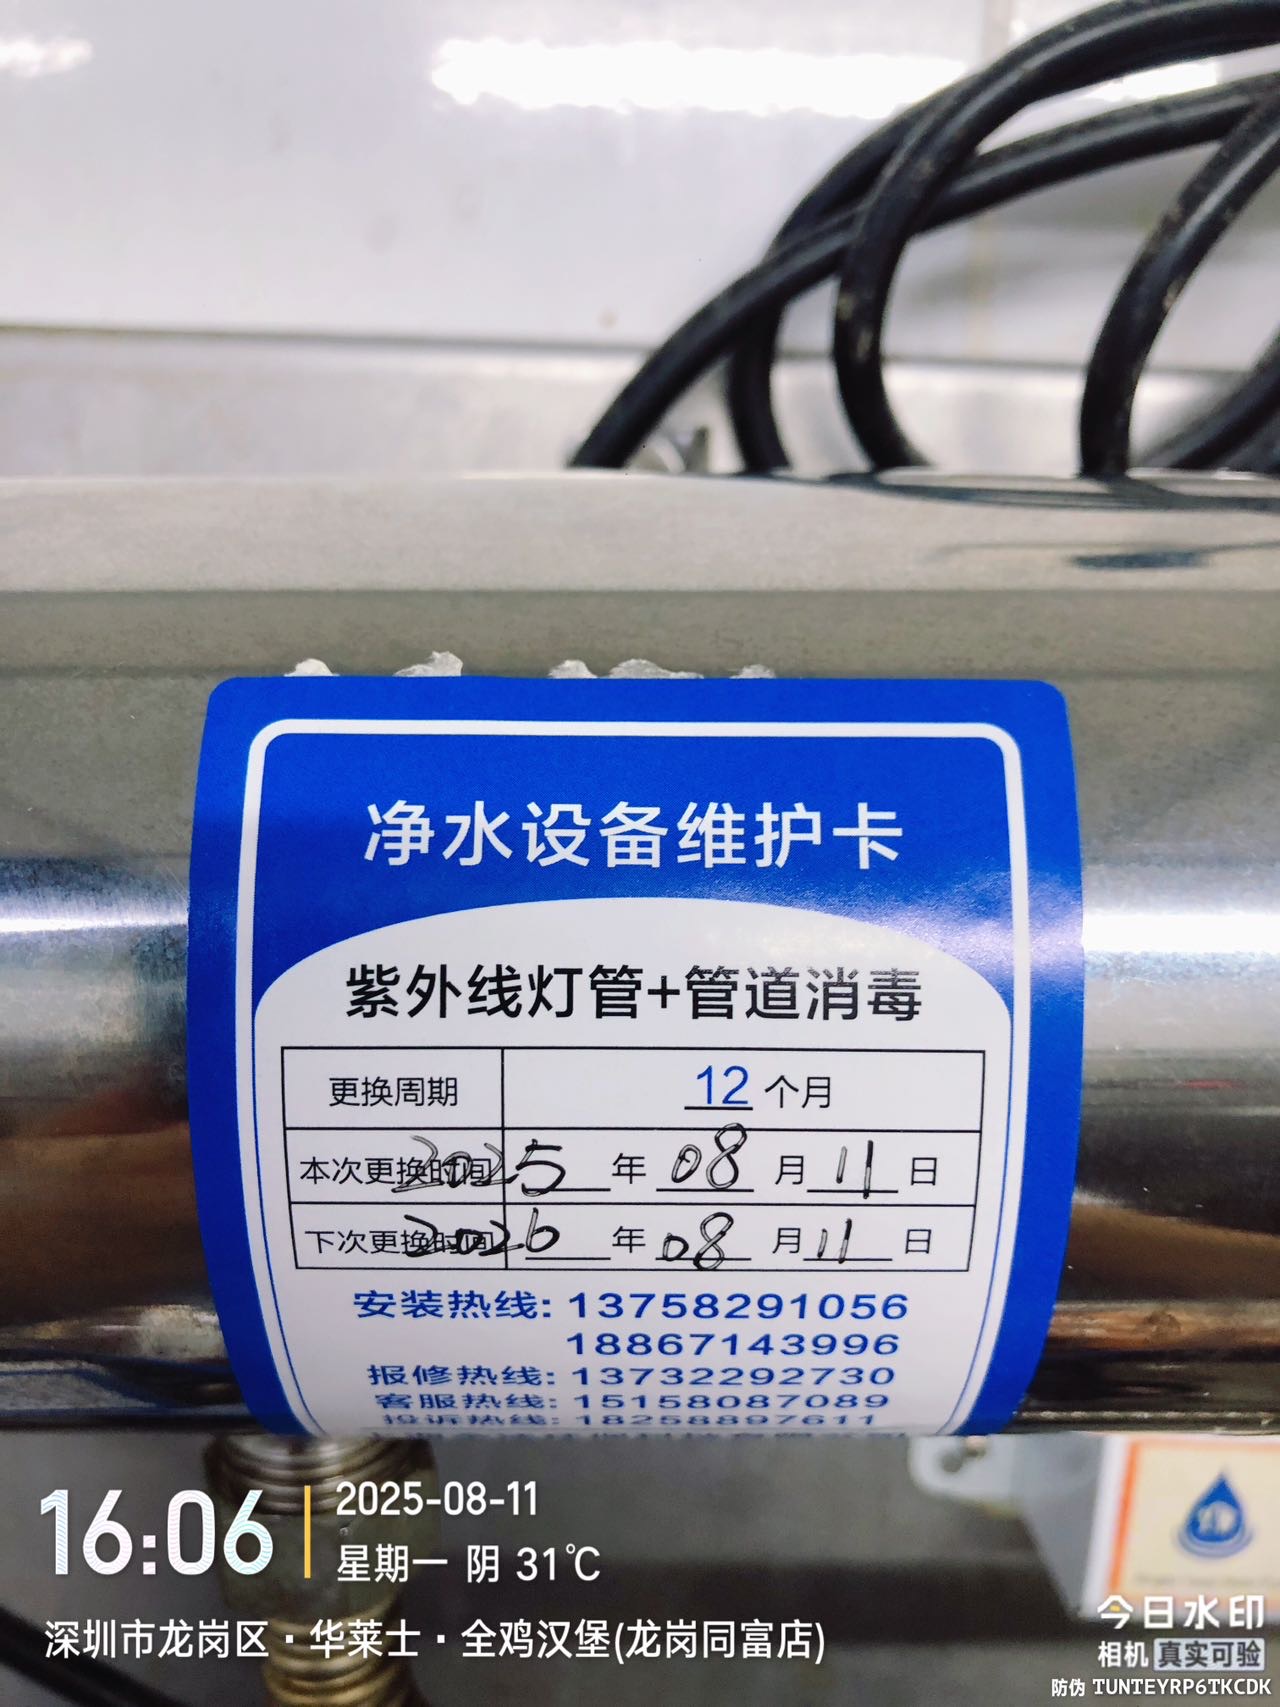 净水设备维护卡
紫外线灯管+管道消毒
更换周期 12 个月
本次更换时间 2025 年 08 月 11 日
下次更换时间 2026 年 08 月 11 日
安装热线: 13758291056
18867143996
报修热线: 13732292730
客服热线: 15158087089
投诉热线: 18258897611
16:06
2025-08-11
星期一 阴 31℃
深圳市龙岗区·华莱士·全鸡汉堡(龙岗同富店)
今日水印
相机 真实可验
防伪 TUNTEYRP6TKCDK